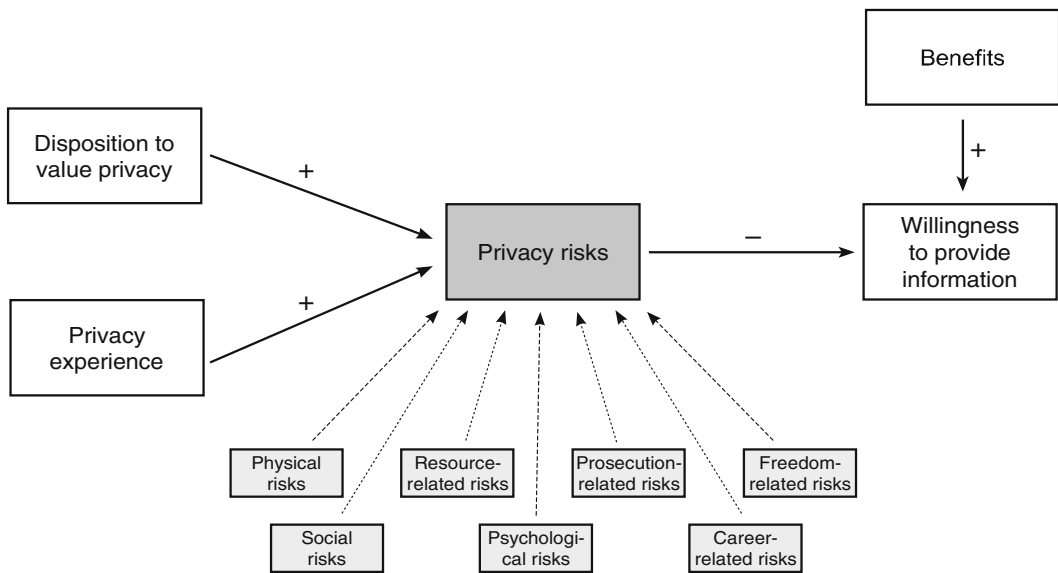 Benefits
Disposition to
value privacy
+
+
Privacy risks
–
Willingness
to provide
information
Privacy
experience
+
Physical
risks
Resource-
related risks
Prosecution-
related risks
Freedom-
related risks
Social
risks
Psychologi-
cal risks
Career-
related risks